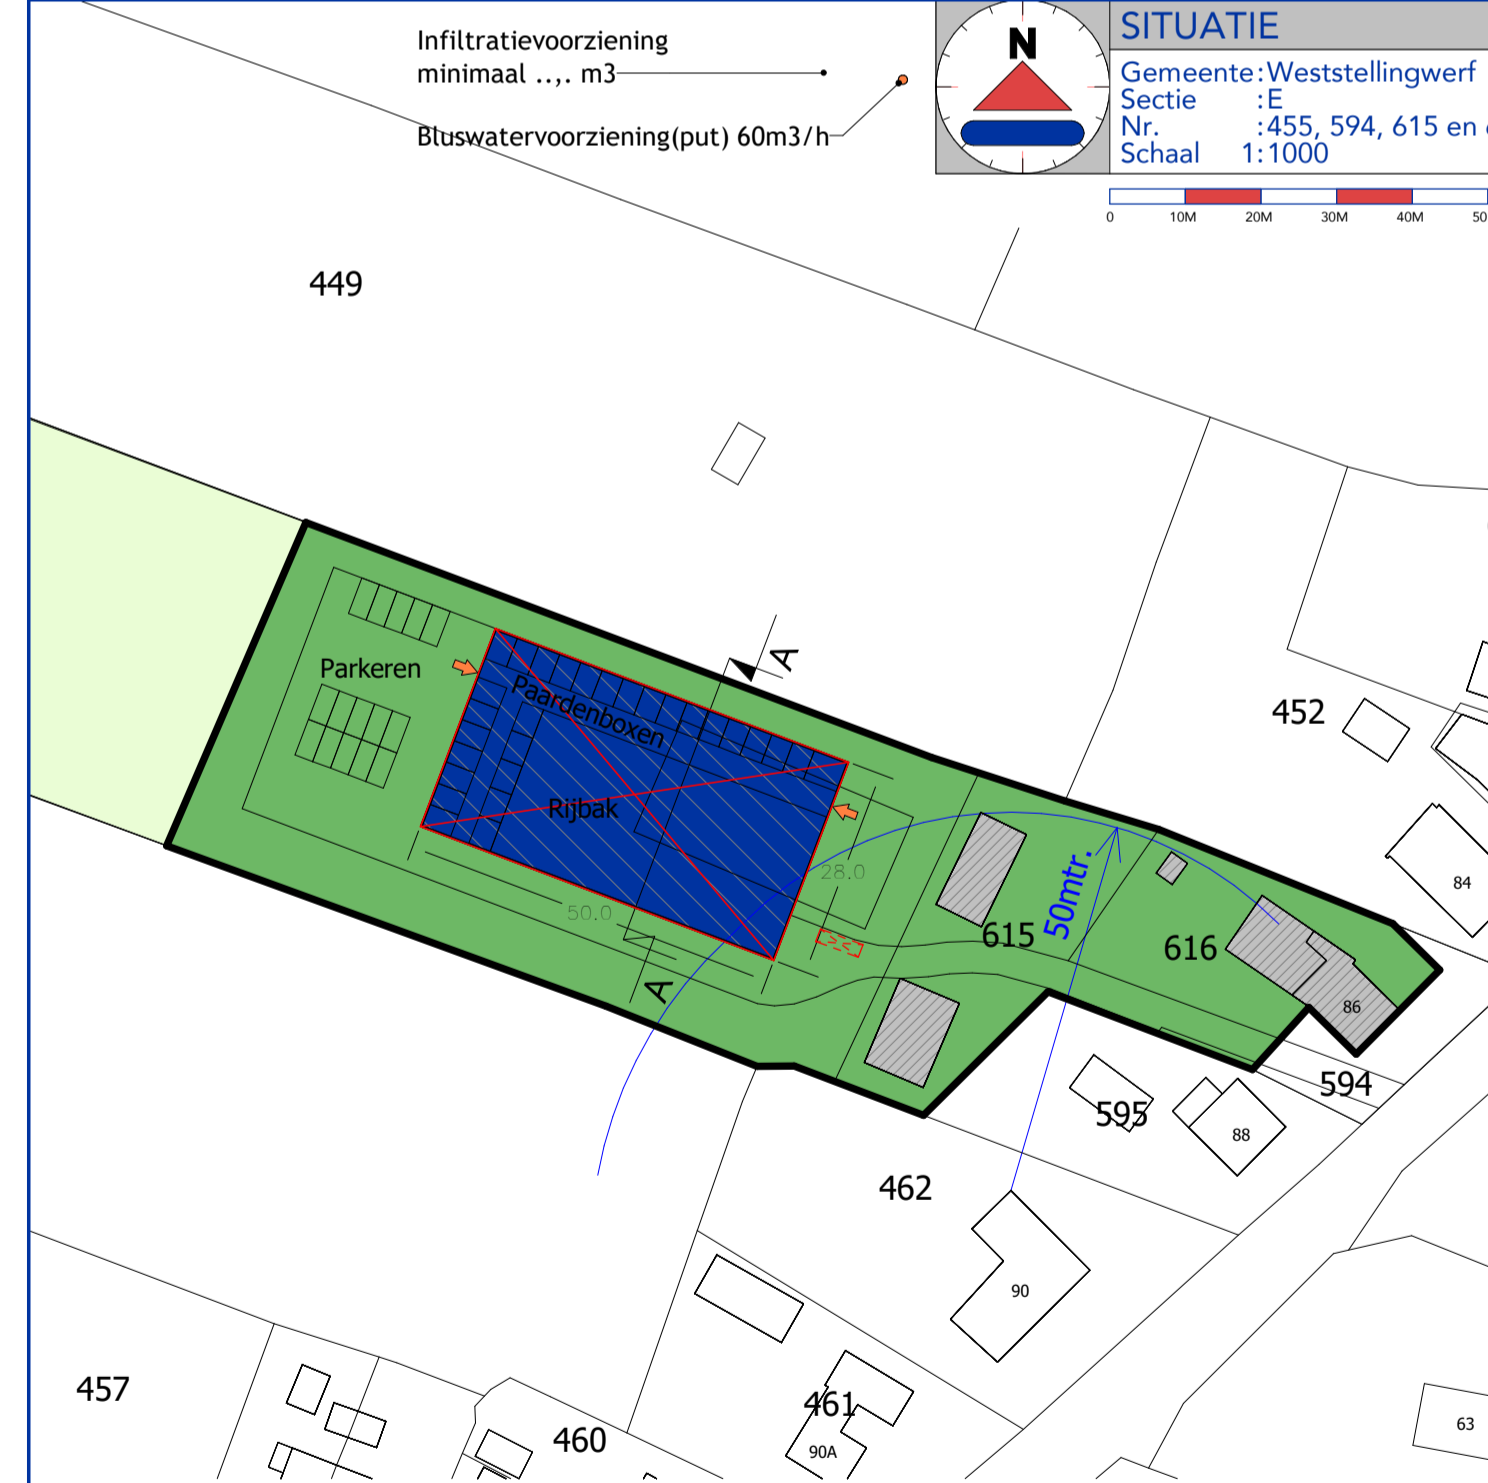 Infiltratievoorziening
minimaal ..,. m3
Bluswatervoorziening(put) 60m3/h
N
SITUATIE
Gemeente:Weststellingwerf
Sectie :E
Nr. :455, 594, 615 en
Schaal 1:1000
0 10M 20M 30M 40M 50
449
A
Parkeren
Paardenboxen
452
Rijbak
28.0
84
50.0
50mtr.
615
616
A
86
594
595
88
462
90
457
461
460
90A
63